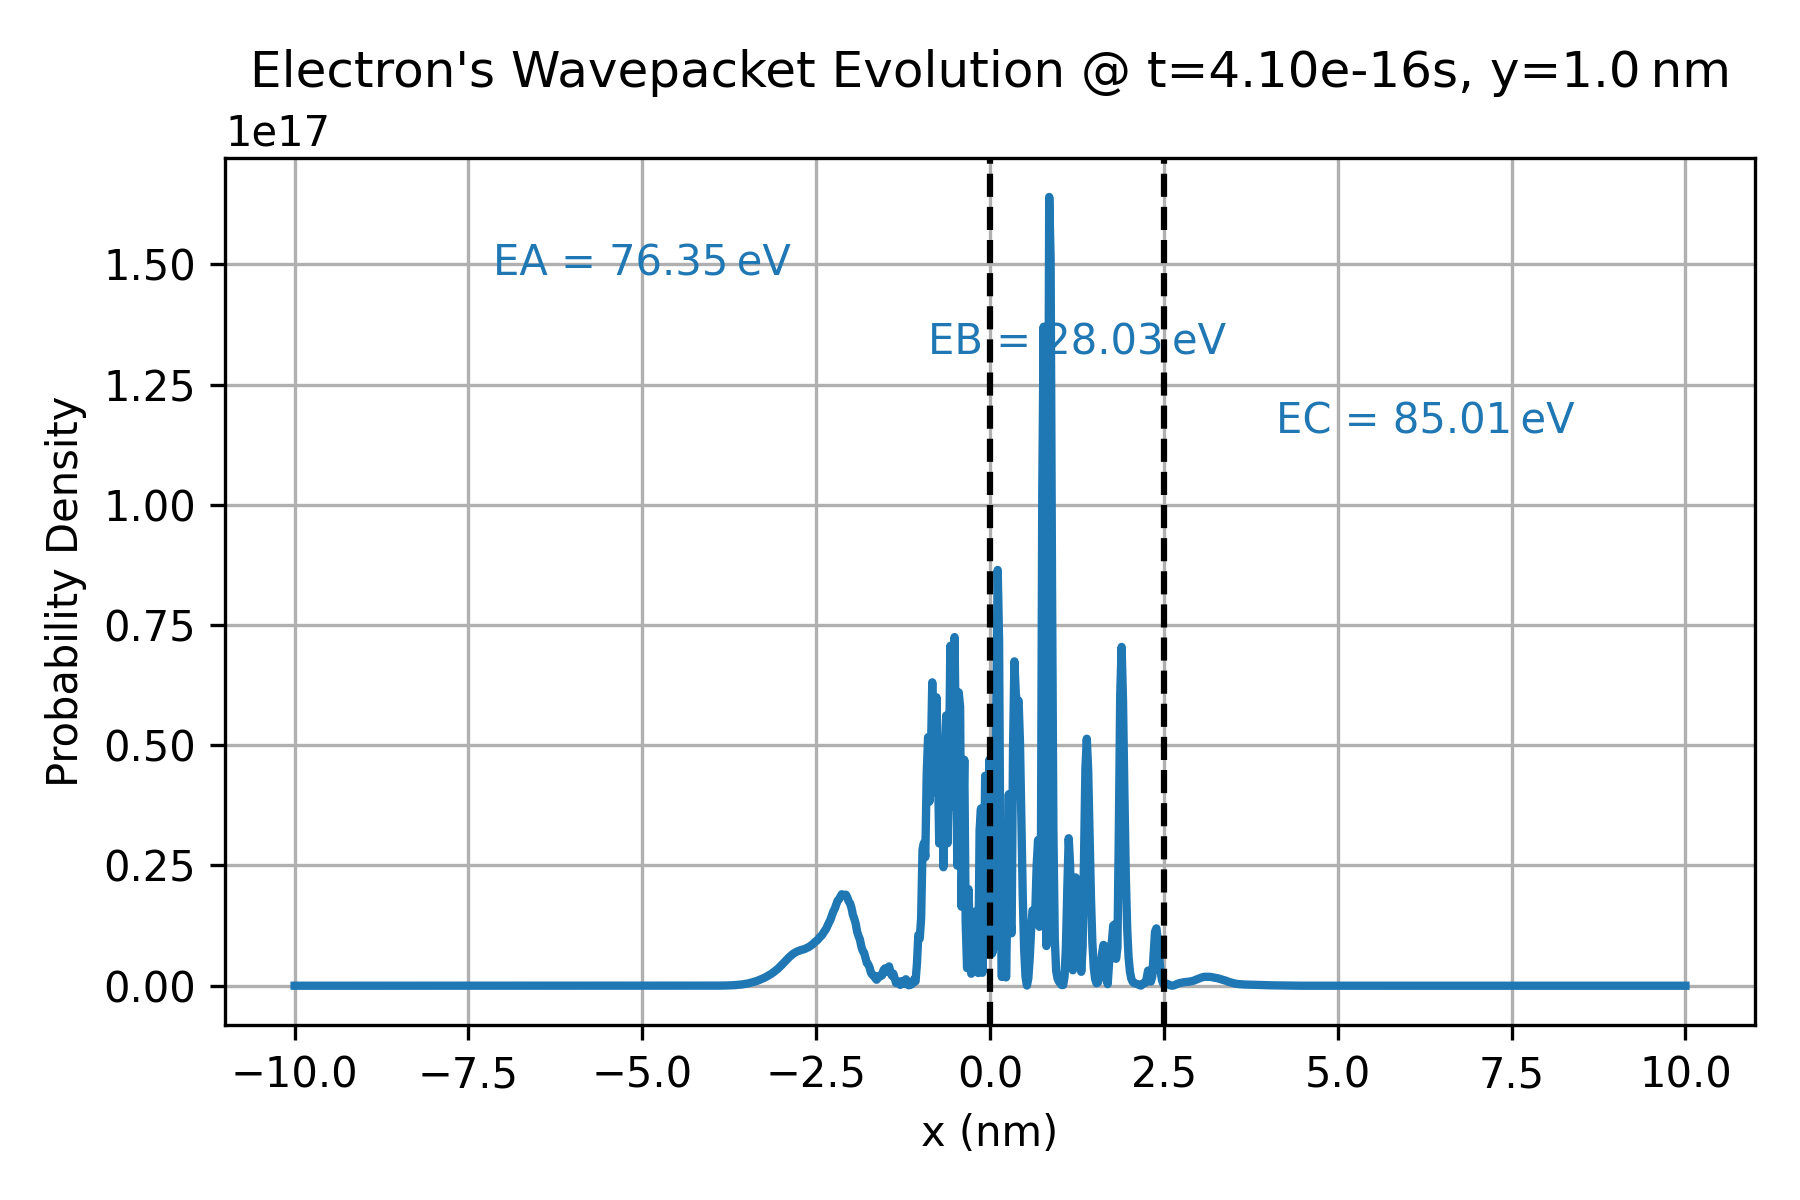 Electron's Wavepacket Evolution @ t=4.10e-16s, y=1.0 nm
1e17
1.50
1.25
1.00
0.75
0.50
0.25
0.00
Probability Density
EA = 76.35 eV
EB = 28.03 eV
EC = 85.01 eV
−10.0 −7.5 −5.0 −2.5 0.0 2.5 5.0 7.5 10.0
x (nm)